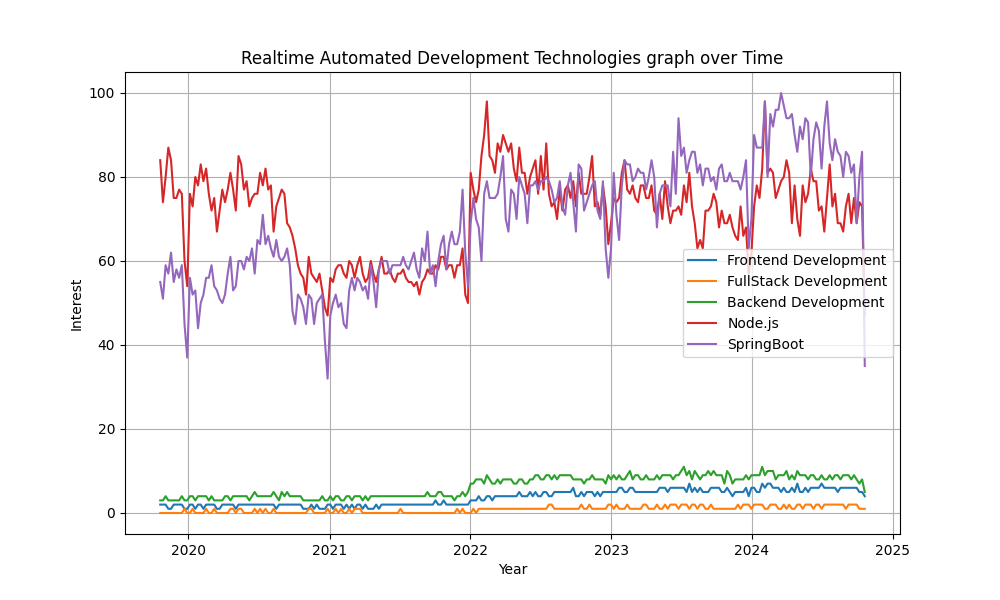 Realtime Automated Development Technologies graph over Time
100
80
60
40
20
0
Interest
Frontend Development
FullStack Development
Backend Development
Node.js
SpringBoot
2020 2021 2022 2023 2024 2025
Year